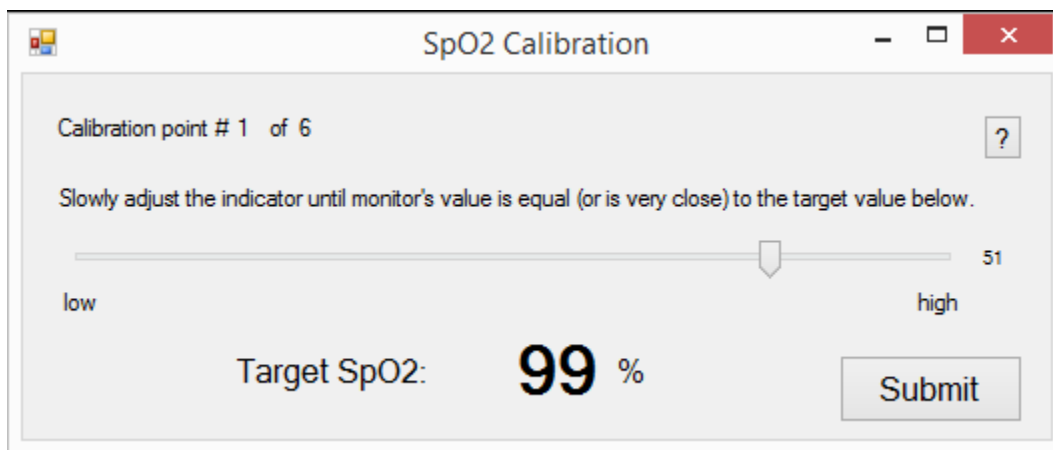 SpO2 Calibration
Calibration point # 1 of 6
?
Slowly adjust the indicator until monitor's value is equal (or is very close) to the target value below.
51
low high
Target SpO2: 99 %
Submit